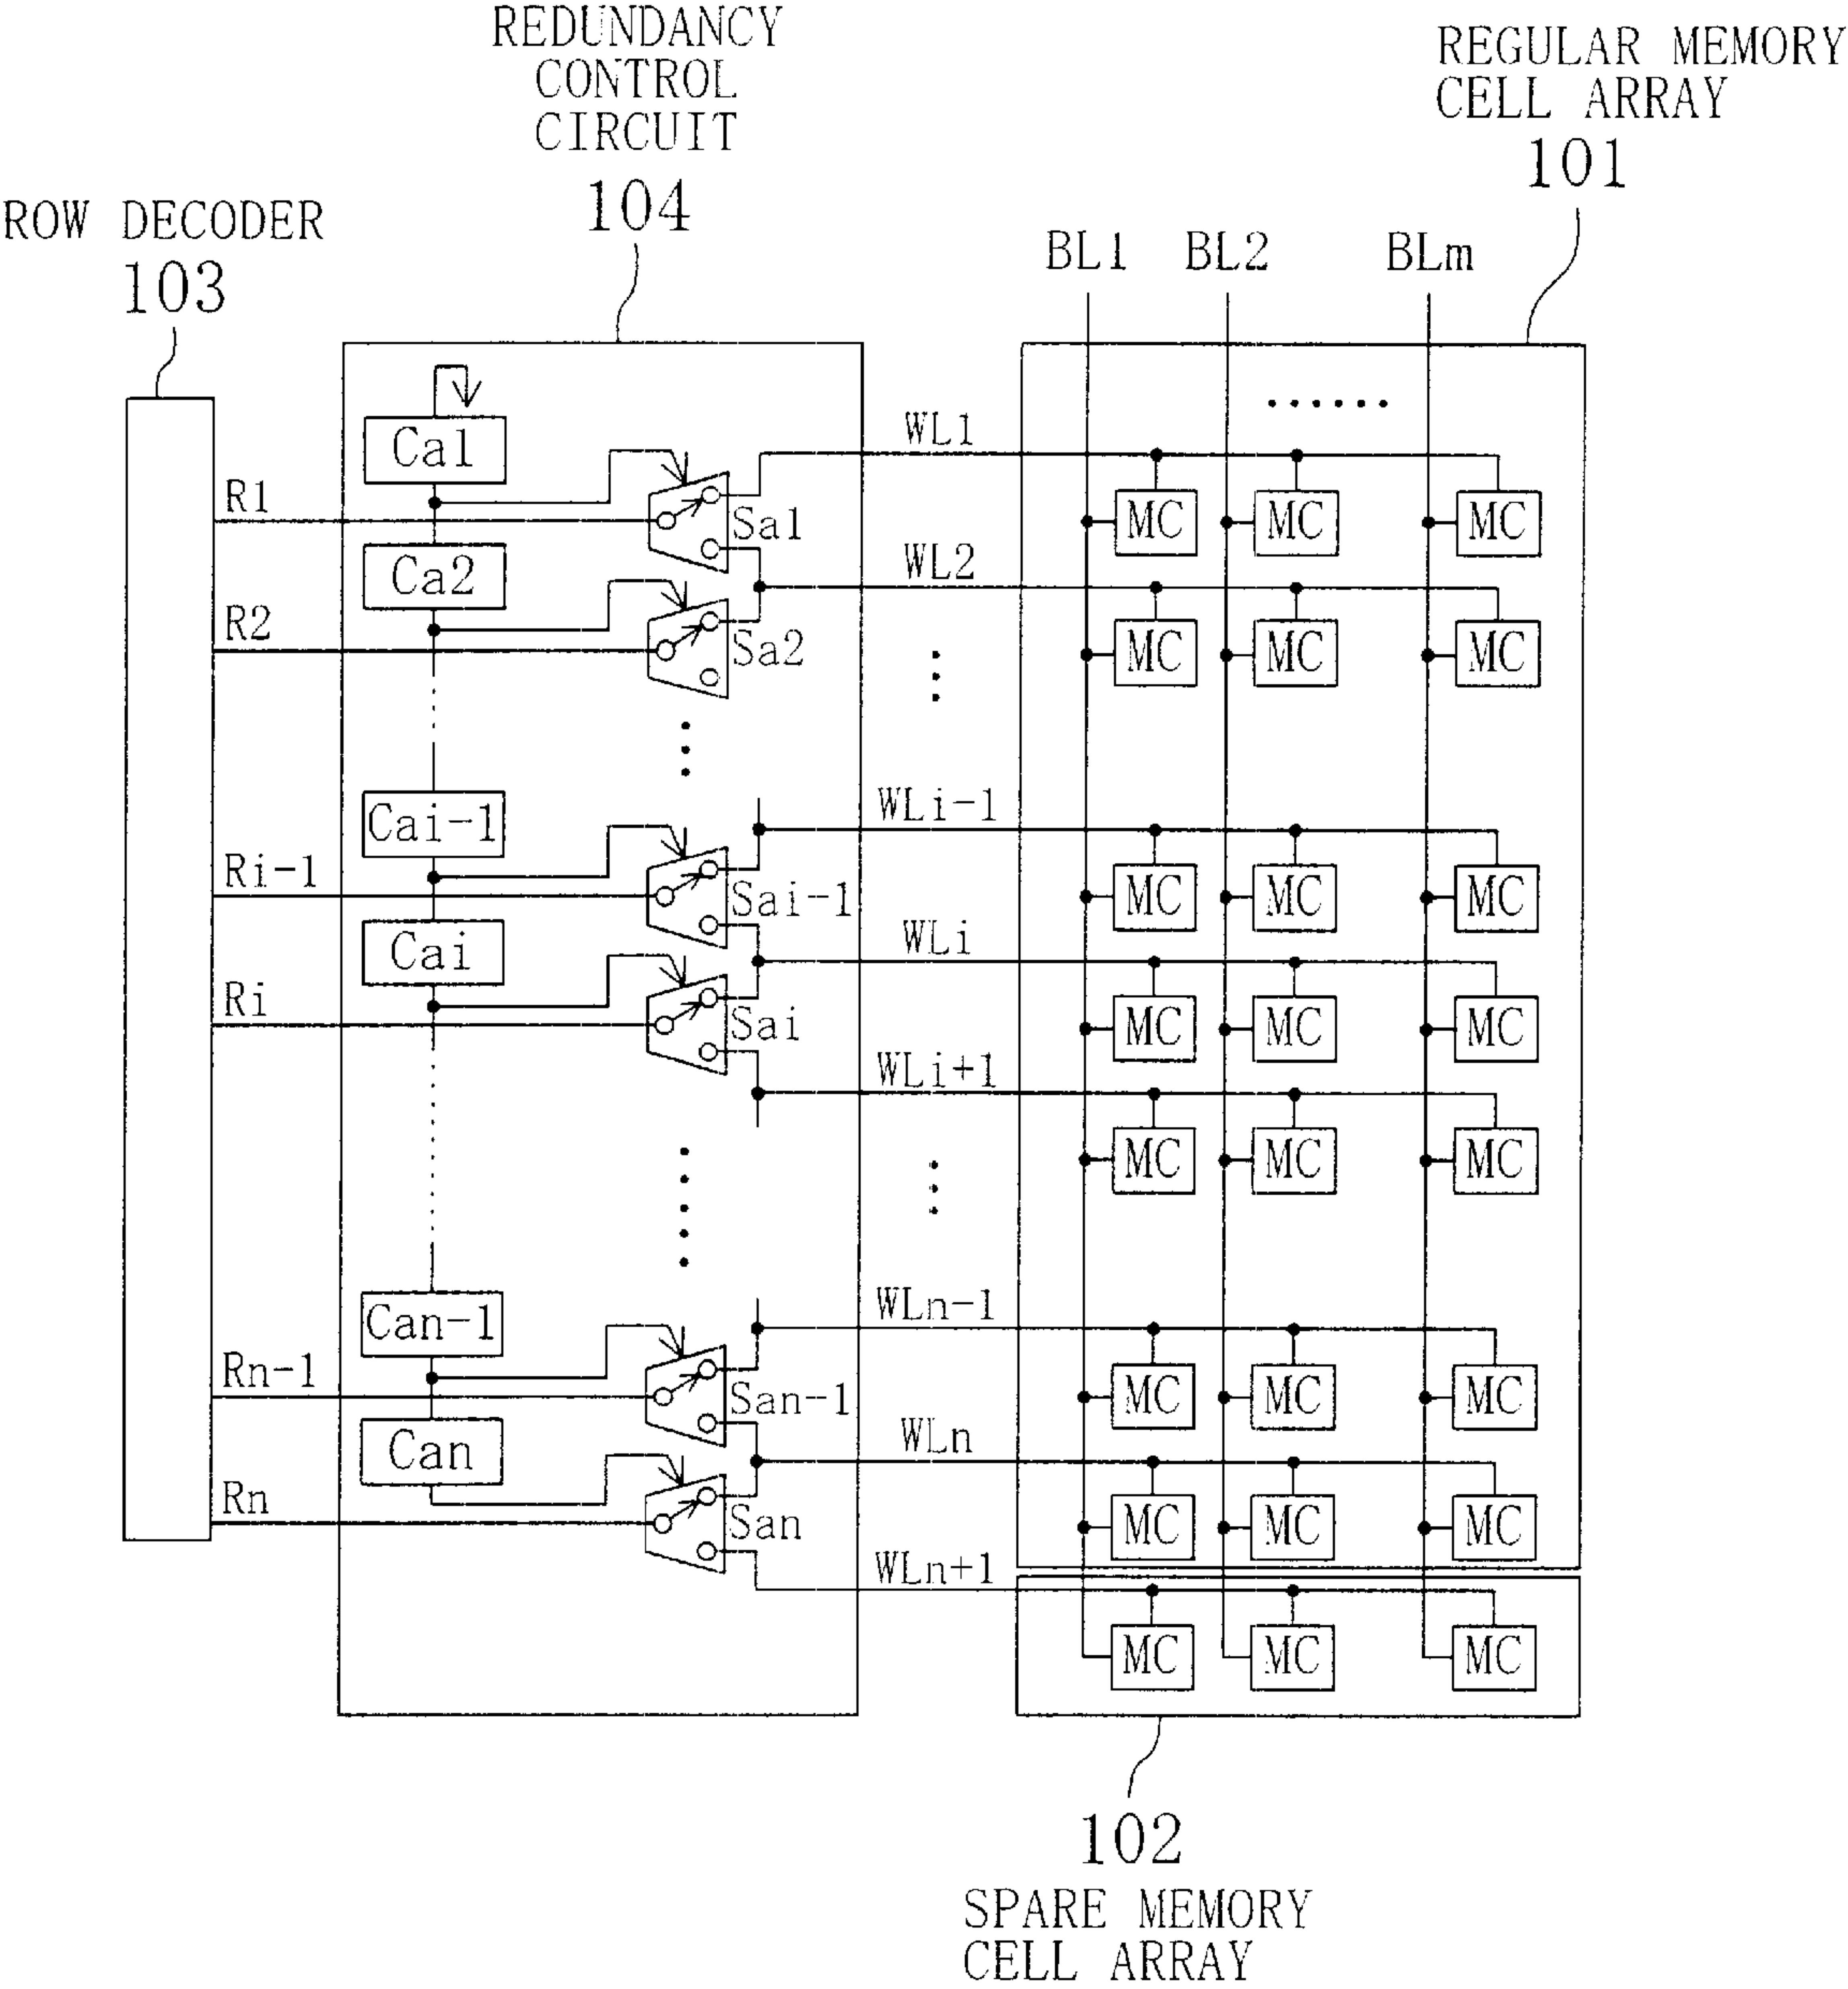 REDUNDANCY
CONTROL
CIRCUIT
104
REGULAR MEMORY
CELL ARRAY
101
ROW DECODER
103
BL1 BL2 BLm
Ca1
WL1
R1
Sa1
MC MC MC
Ca2
WL2
R2
Sa2
MC MC MC
Cai-1
WLi-1
Ri-1
Sai-1
MC MC MC
Cai
WLi
Ri
Sai
MC MC MC
WLi+1
MC MC MC
Can-1
WLn-1
Rn-1
San-1
MC MC MC
Can
WLn
Rn
San
MC MC MC
WLn+1
MC MC MC
102
SPARE MEMORY
CELL ARRAY